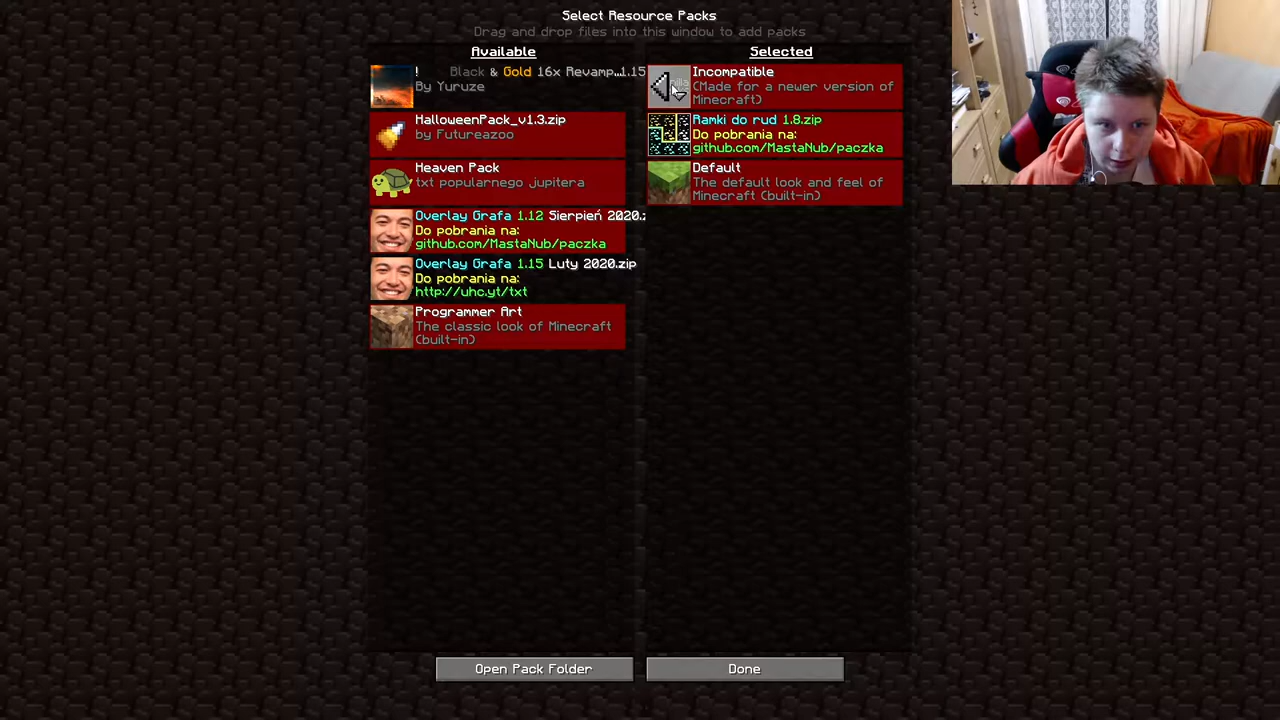 Select Resource Packs
Drag and drop files into this window to add packs
Available
! Black & Gold 16x Revamp...1.15
By Yuruze
HalloweenPack_v1.3.zip
by Futureazoo
Heaven Pack
txt popularnego jupitera
Overlay Grafa 1.12 Sierpień 2020.z
Do pobrania na:
github.com/MastaNub/paczka
Overlay Grafa 1.15 Luty 2020.zip
Do pobrania na:
http://uhc.yt/txt
Programmer Art
The classic look of Minecraft
(built-in)
Selected
Incompatible
(Made for a newer version of
Minecraft)
Ramki do rud 1.8.zip
Do pobrania na:
github.com/MastaNub/paczka
Default
The default look and feel of
Minecraft (built-in)
Open Pack Folder
Done